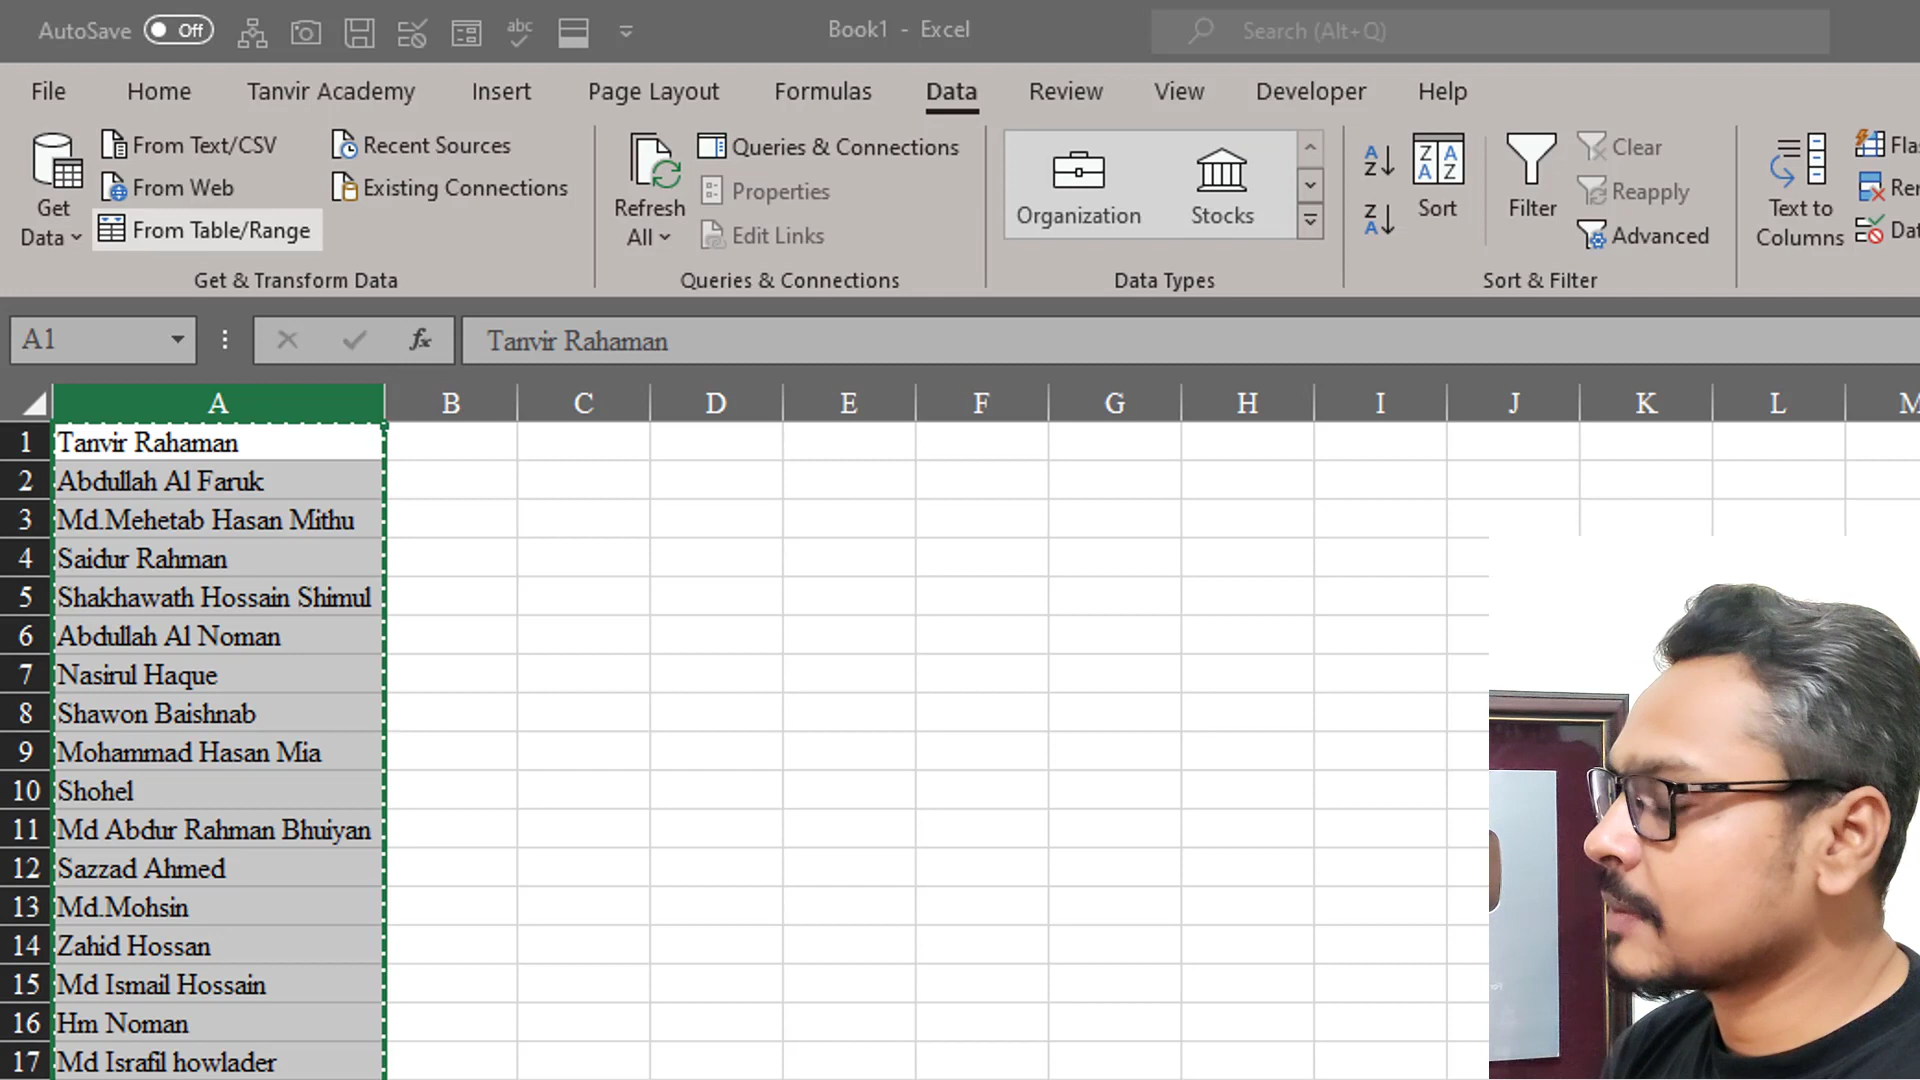 AutoSave Off abc Book1 - Excel Search (Alt+Q)
File Home Tanvir Academy Insert Page Layout Formulas Data Review View Developer Help
From Text/CSV Recent Sources Queries & Connections Clear
From Web Existing Connections Properties Reapply
Get Data From Table/Range Refresh All Edit Links Organization Stocks Sort Filter Advanced Text to Columns
Get & Transform Data Queries & Connections Data Types Sort & Filter
A1 fx Tanvir Rahaman
A B C D E F G H I J K L M
1 Tanvir Rahaman
2 Abdullah Al Faruk
3 Md.Mehetab Hasan Mithu
4 Saidur Rahman
5 Shakhawath Hossain Shimul
6 Abdullah Al Noman
7 Nasirul Haque
8 Shawon Baishnab
9 Mohammad Hasan Mia
10 Shohel
11 Md Abdur Rahman Bhuiyan
12 Sazzad Ahmed
13 Md.Mohsin
14 Zahid Hossan
15 Md Ismail Hossain
16 Hm Noman
17 Md Israfil howlader